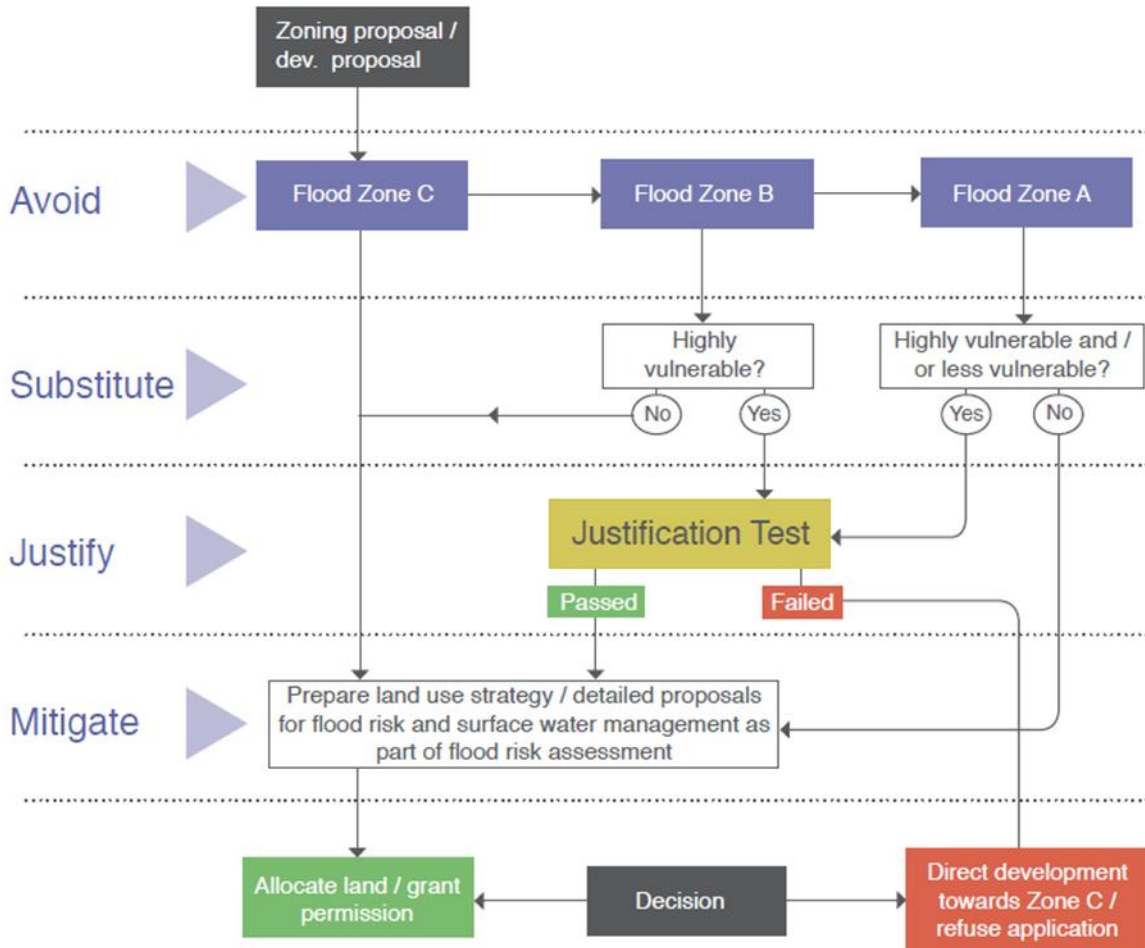 Zoning proposal /
dev. proposal
Avoid
Flood Zone C
Flood Zone B
Flood Zone A
Substitute
Highly
vulnerable?
Highly vulnerable and /
or less vulnerable?
No
Yes
Yes
No
Justify
Justification Test
Passed
Failed
Mitigate
Prepare land use strategy / detailed proposals
for flood risk and surface water management as
part of flood risk assessment
Allocate land / grant
permission
Decision
Direct development
towards Zone C /
refuse application